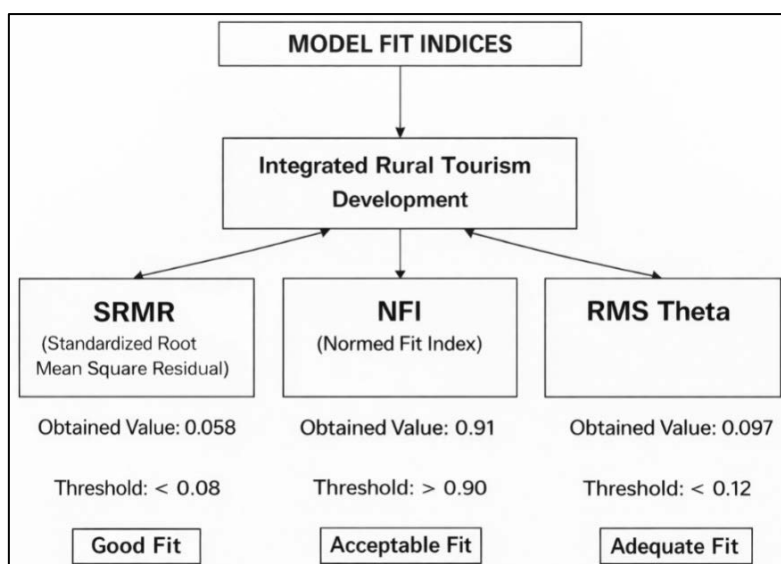 MODEL FIT INDICES
Integrated Rural Tourism
Development
SRMR
(Standardized Root
Mean Square Residual)
Obtained Value: 0.058
Threshold: < 0.08
Good Fit
NFI
(Normed Fit Index)
Obtained Value: 0.91
Threshold: > 0.90
Acceptable Fit
RMS Theta
Obtained Value: 0.097
Threshold: < 0.12
Adequate Fit